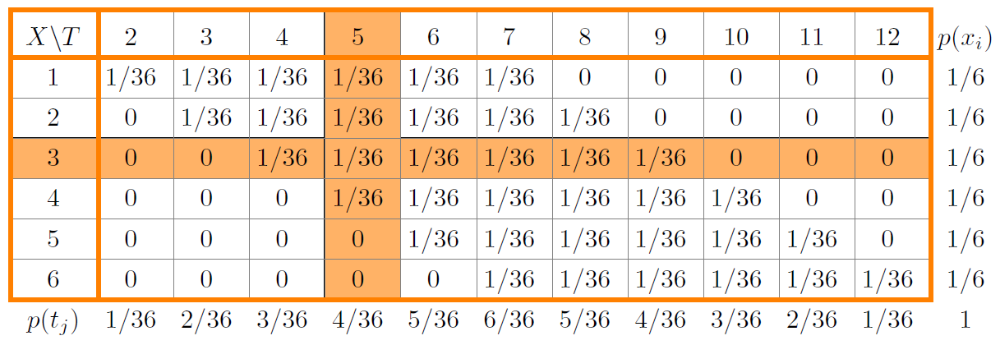 X\T 2 3 4 5 6 7 8 9 10 11 12 p(xᵢ)
1 1/36 1/36 1/36 1/36 1/36 1/36 0 0 0 0 0 1/6
2 0 1/36 1/36 1/36 1/36 1/36 1/36 0 0 0 0 1/6
3 0 0 1/36 1/36 1/36 1/36 1/36 1/36 0 0 0 1/6
4 0 0 0 1/36 1/36 1/36 1/36 1/36 1/36 0 0 1/6
5 0 0 0 0 1/36 1/36 1/36 1/36 1/36 1/36 0 1/6
6 0 0 0 0 0 1/36 1/36 1/36 1/36 1/36 1/36 1/6
p(tⱼ) 1/36 2/36 3/36 4/36 5/36 6/36 5/36 4/36 3/36 2/36 1/36 1